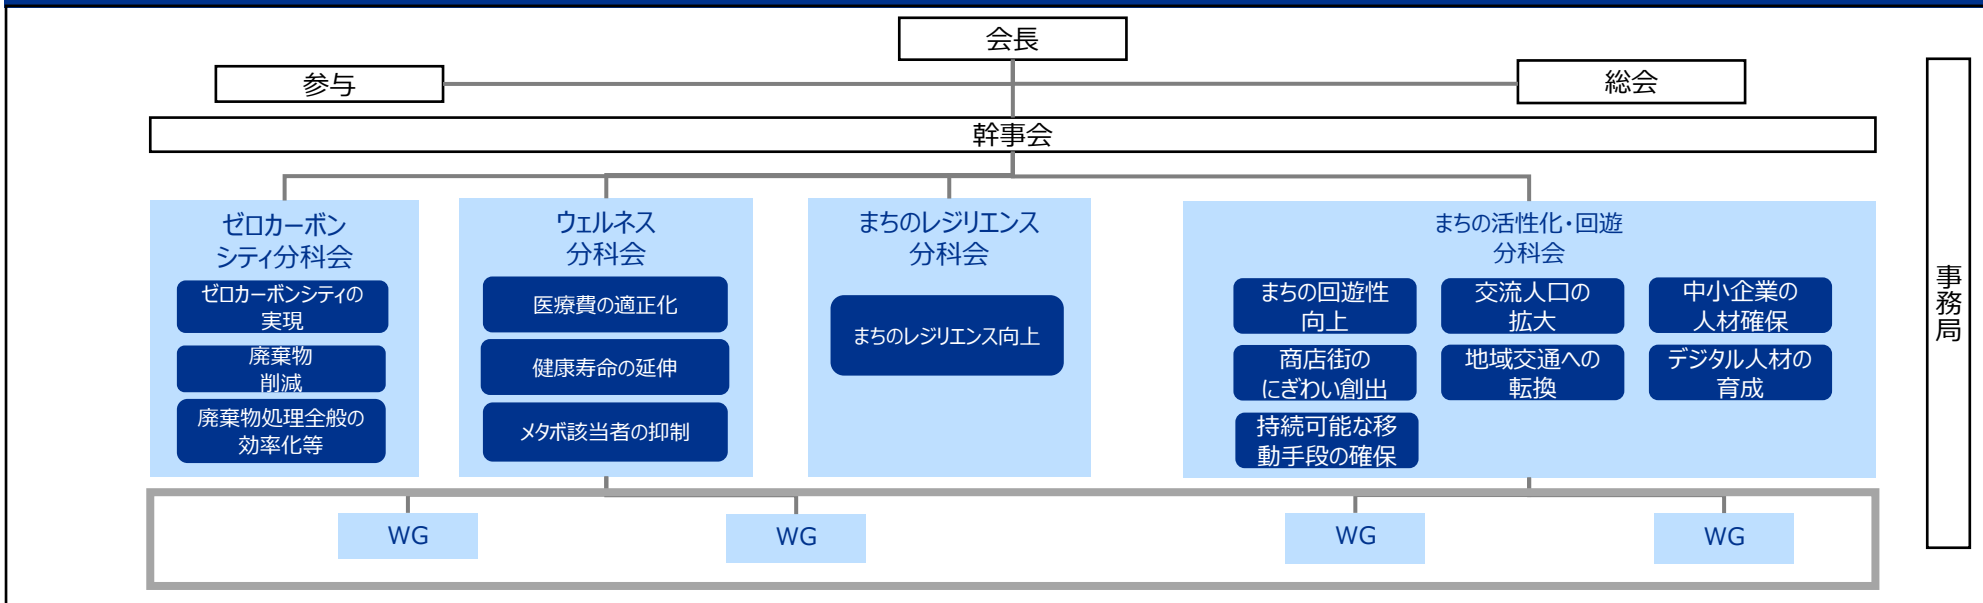 会長
参与
総会
幹事会
事務局
ゼロカーボン
シティ分科会
ゼロカーボンシティの
実現
廃棄物
削減
廃棄物処理全般の
効率化等
ウェルネス
分科会
医療費の適正化
健康寿命の延伸
メタボ該当者の抑制
まちのレジリエンス
分科会
まちのレジリエンス向上
まちの活性化・回遊
分科会
まちの回遊性
向上
交流人口の
拡大
中小企業の
人材確保
商店街の
にぎわい創出
地域交通への
転換
デジタル人材の
育成
持続可能な移
動手段の確保
WG
WG
WG
WG